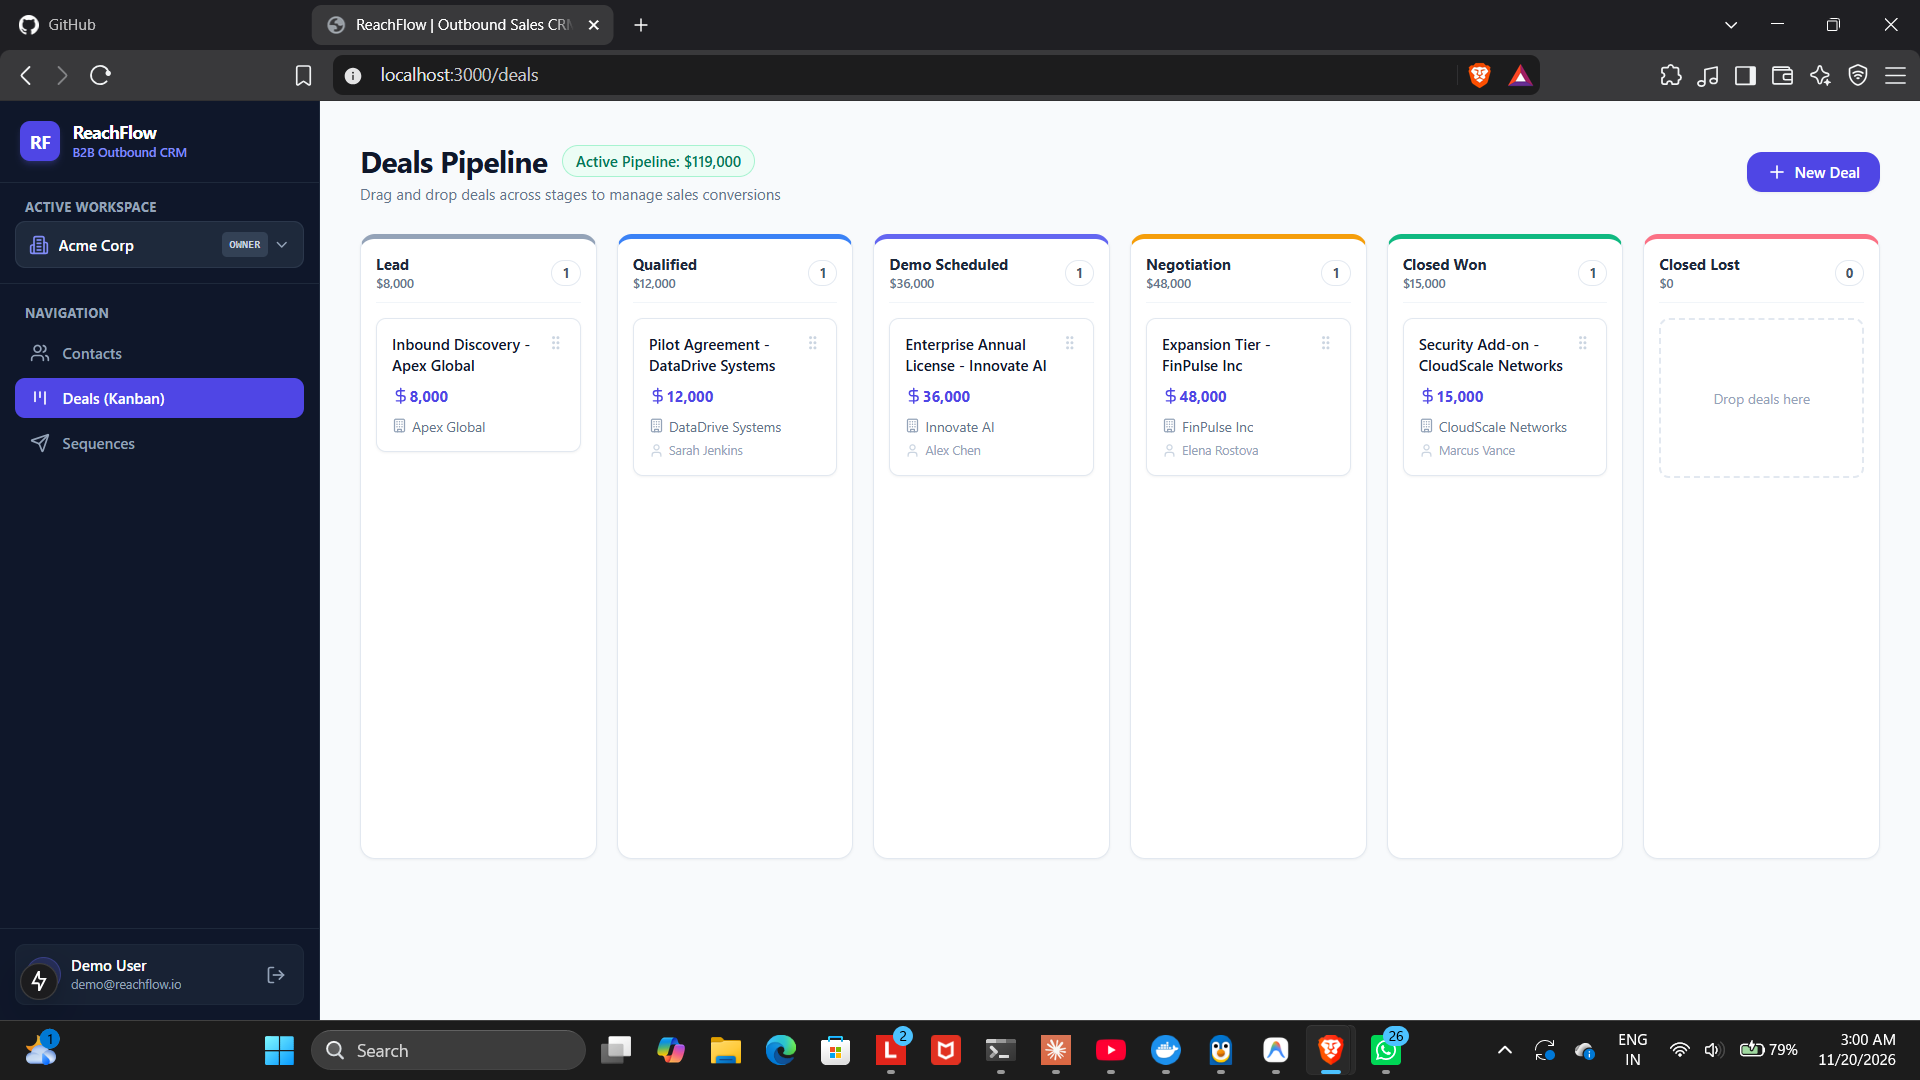 GitHub
ReachFlow | Outbound Sales CR
localhost:3000/deals
RF
ReachFlow
B2B Outbound CRM
ACTIVE WORKSPACE
Acme Corp
OWNER
NAVIGATION
Contacts
Deals (Kanban)
Sequences
Demo User
demo@reachflow.io
Deals Pipeline
Active Pipeline: $119,000
Drag and drop deals across stages to manage sales conversions
+ New Deal
Lead
$8,000
1
Inbound Discovery -
Apex Global
$8,000
Apex Global
Qualified
$12,000
1
Pilot Agreement -
DataDrive Systems
$12,000
DataDrive Systems
Sarah Jenkins
Demo Scheduled
$36,000
1
Enterprise Annual
License - Innovate AI
$36,000
Innovate AI
Alex Chen
Negotiation
$48,000
1
Expansion Tier -
FinPulse Inc
$48,000
FinPulse Inc
Elena Rostova
Closed Won
$15,000
1
Security Add-on -
CloudScale Networks
$15,000
CloudScale Networks
Marcus Vance
Closed Lost
$0
0
Drop deals here
1
Search
L
2
26
ENG
IN
79%
3:00 AM
11/20/2026